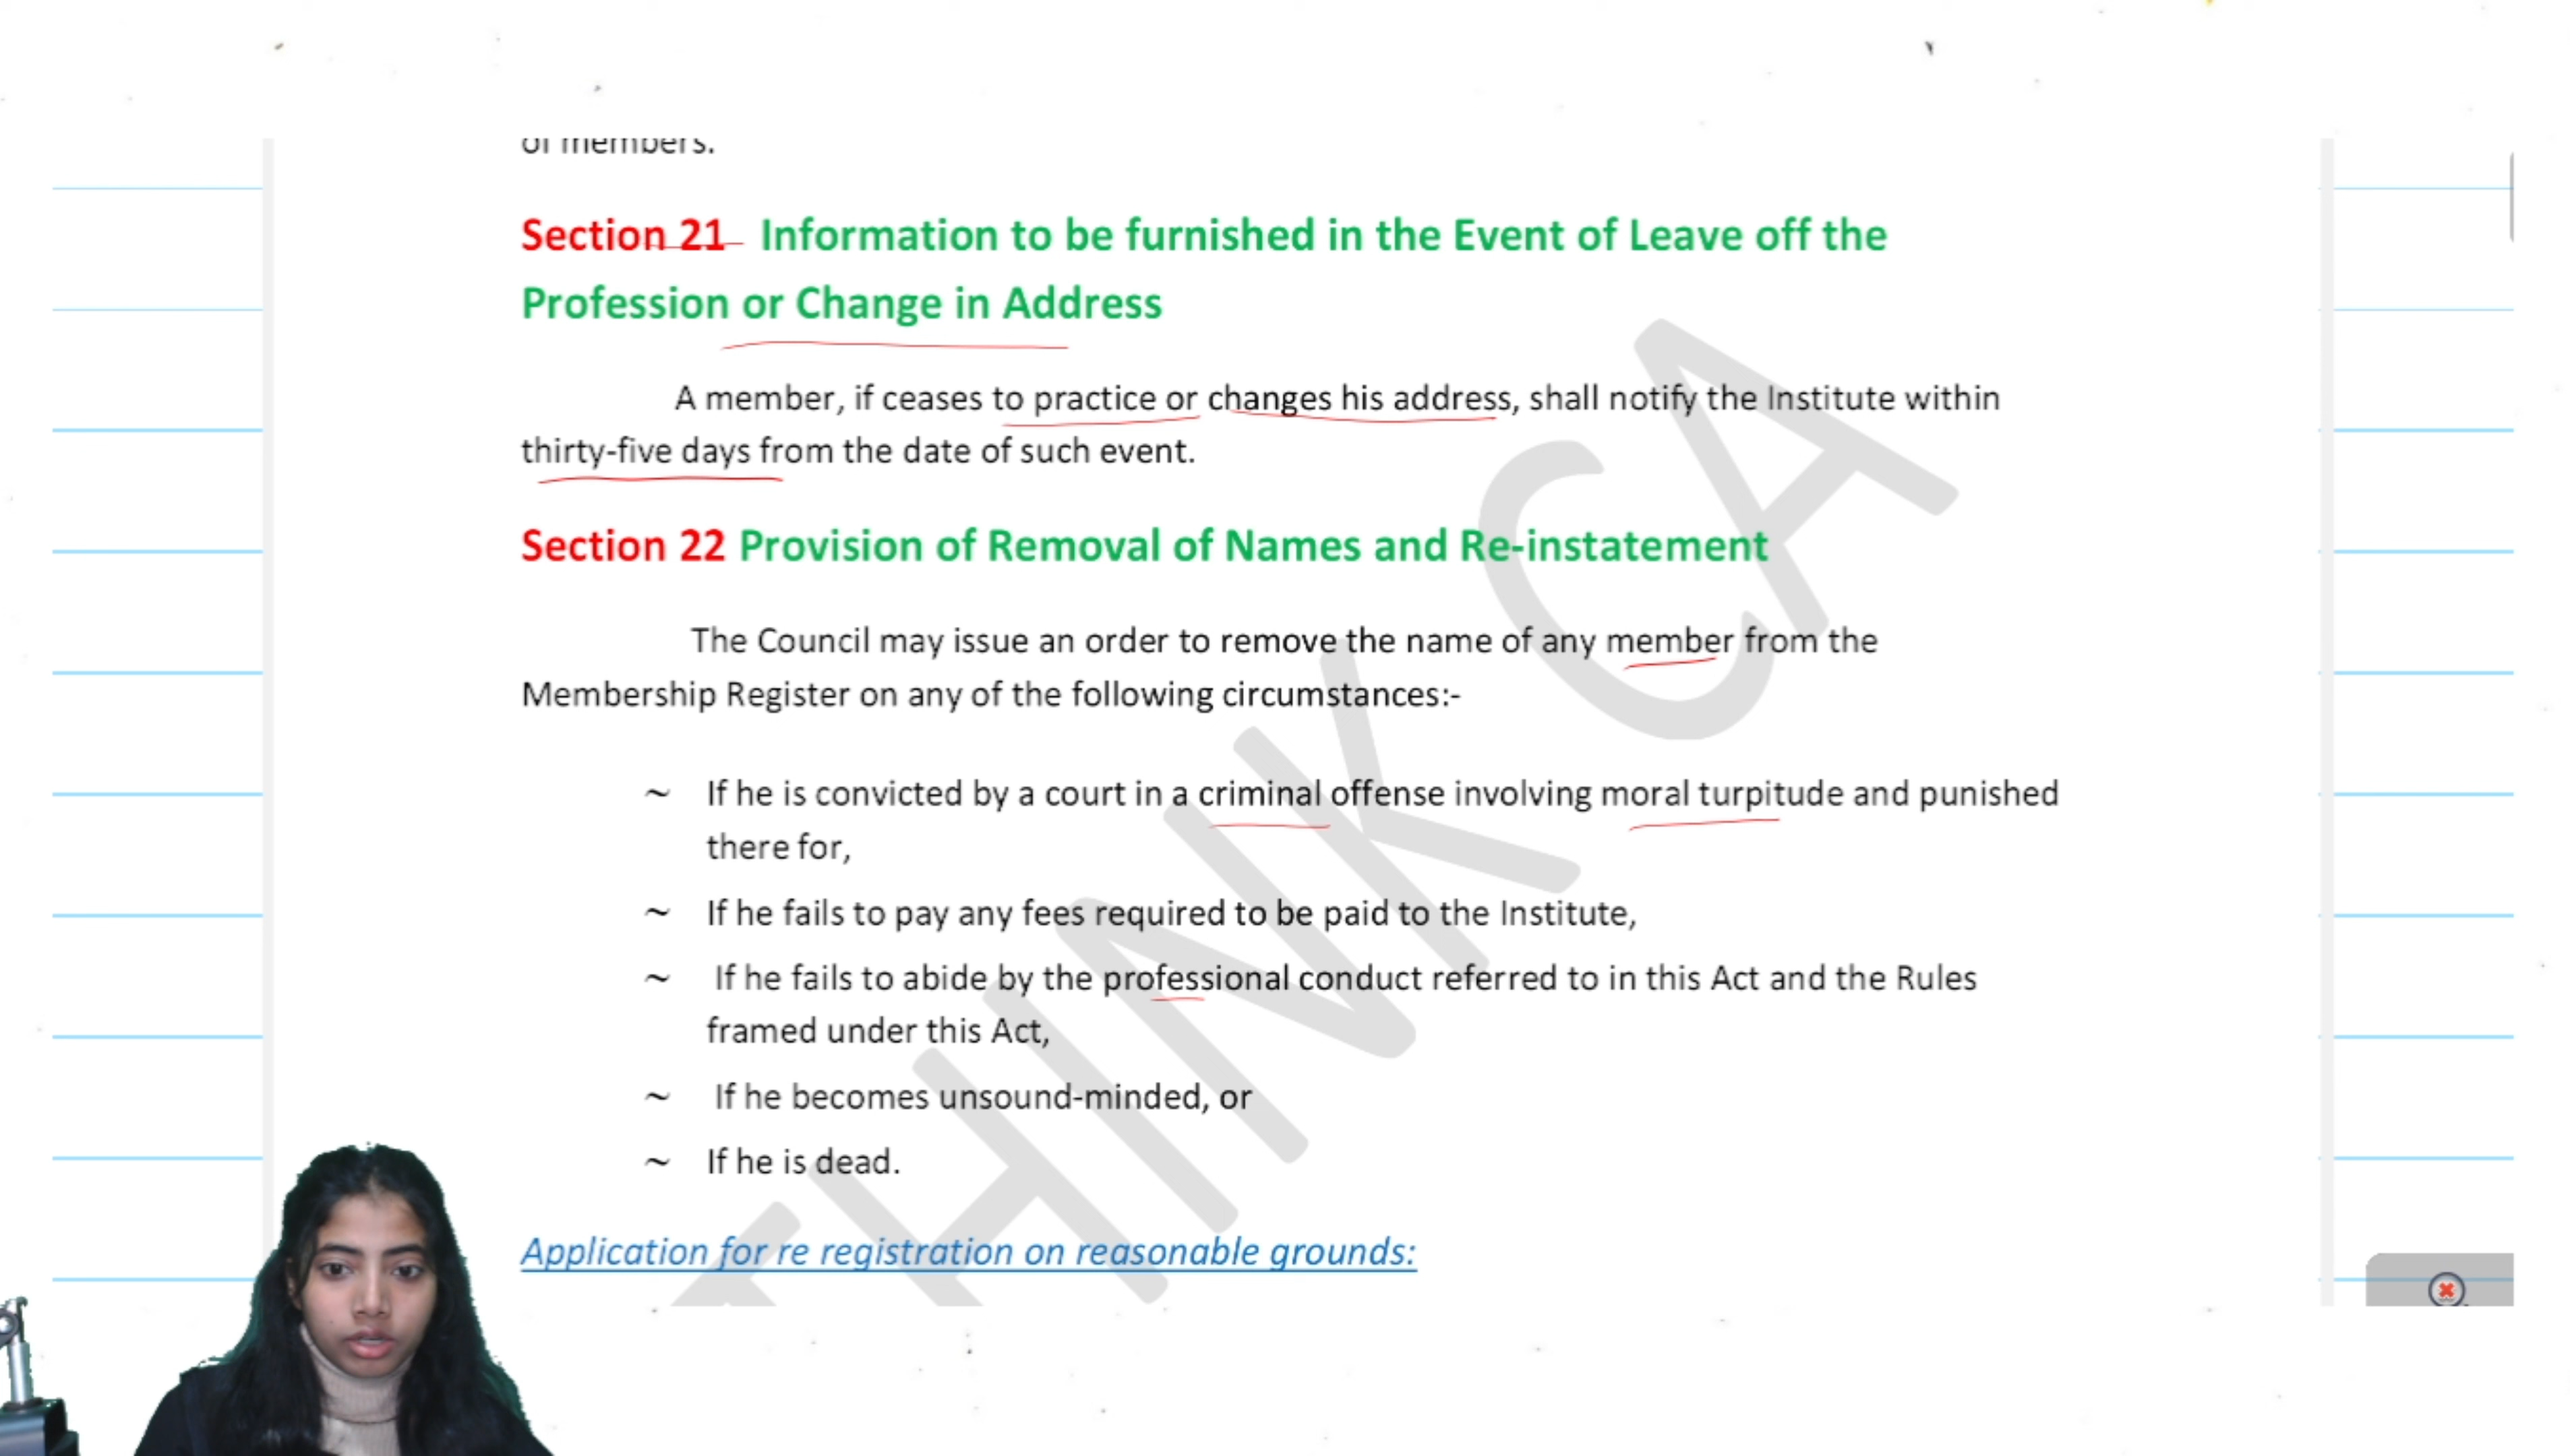 of members.
Section 21 Information to be furnished in the Event of Leave off the
Profession or Change in Address
A member, if ceases to practice or changes his address, shall notify the Institute within
thirty-five days from the date of such event.
Section 22 Provision of Removal of Names and Re-instatement
The Council may issue an order to remove the name of any member from the
Membership Register on any of the following circumstances:-
~ If he is convicted by a court in a criminal offense involving moral turpitude and punished
there for,
~ If he fails to pay any fees required to be paid to the Institute,
~ If he fails to abide by the professional conduct referred to in this Act and the Rules
framed under this Act,
~ If he becomes unsound-minded, or
~ If he is dead.
Application for re registration on reasonable grounds:
THINK CA